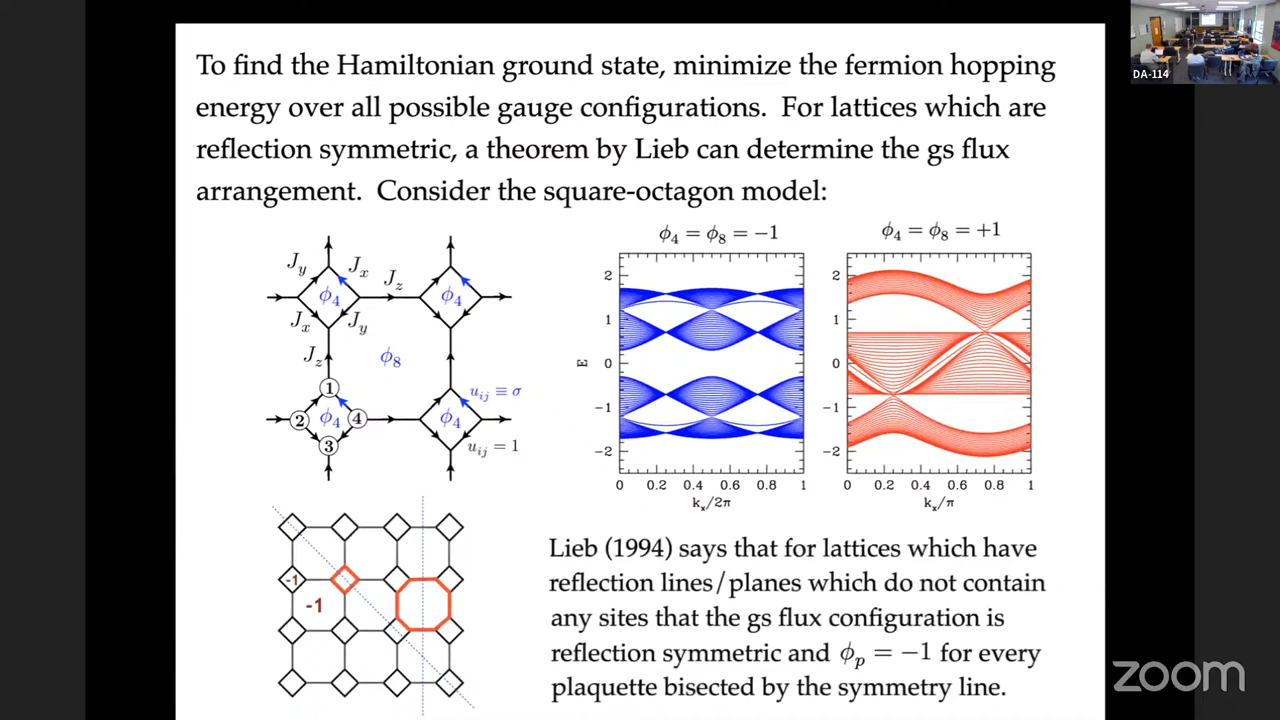 DA-114
To find the Hamiltonian ground state, minimize the fermion hopping
energy over all possible gauge configurations. For lattices which are
reflection symmetric, a theorem by Lieb can determine the gs flux
arrangement. Consider the square-octagon model:
J_y J_x J_z
ϕ_4 ϕ_4
J_x J_y
J_z ϕ_8
1 u_{ij} ≡ σ
2 ϕ_4 4 ϕ_4
3 u_{ij} = 1
ϕ_4 = ϕ_8 = −1
2
1
0
−1
−2
E
0 0.2 0.4 0.6 0.8 1
k_x/2π
ϕ_4 = ϕ_8 = +1
2
1
0
−1
−2
0 0.2 0.4 0.6 0.8 1
k_x/π
-1
-1
Lieb (1994) says that for lattices which have
reflection lines/planes which do not contain
any sites that the gs flux configuration is
reflection symmetric and ϕ_p = −1 for every
plaquette bisected by the symmetry line.
zoom